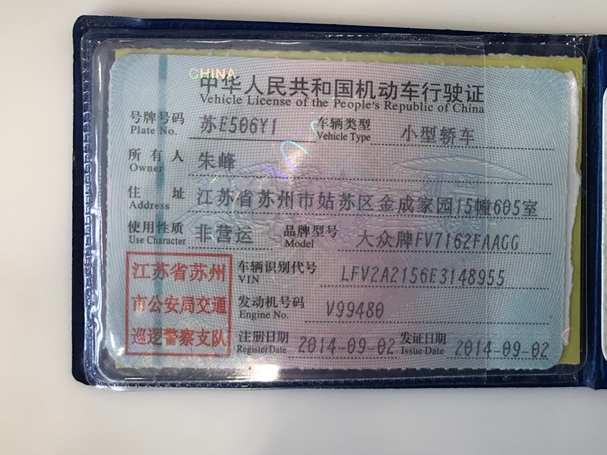 CHINA
中华人民共和国机动车行驶证
Vehicle License of the People's Republic of China
号牌号码 苏E506Y1 车辆类型 小型轿车
Plate No. Vehicle Type
所有人 朱峰
Owner
住址 江苏省苏州市姑苏区金成家园15幢605室
Address
使用性质 非营运 品牌型号 大众牌FV7162FAAGG
Use Character Model
江苏省苏州
市公安局交通
巡逻警察支队
车辆识别代号 LFV2A2156E3148955
VIN
发动机号码 V99480
Engine No.
注册日期 2014-09-02 发证日期 2014-09-02
Register Date Issue Date